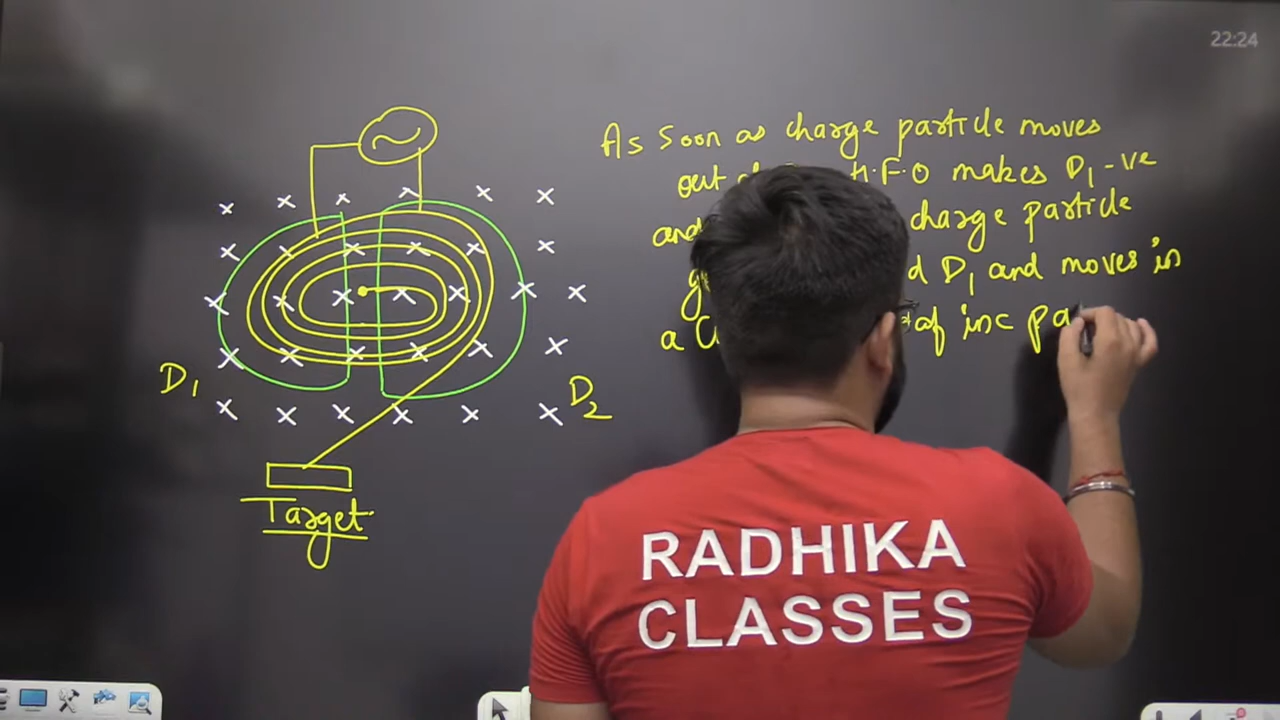 22:24
As soon as charge particle moves
out H.F.O makes D1 -ve
and charge particle
D1 and moves in
a inc pa
D1
D2
Target
RADHIKA
CLASSES